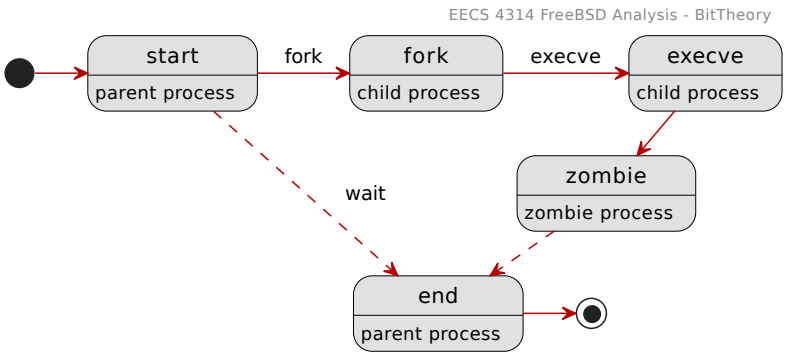 EECS 4314 FreeBSD Analysis - BitTheory
start
parent process
fork
fork
child process
execve
execve
child process
zombie
zombie process
wait
end
parent process